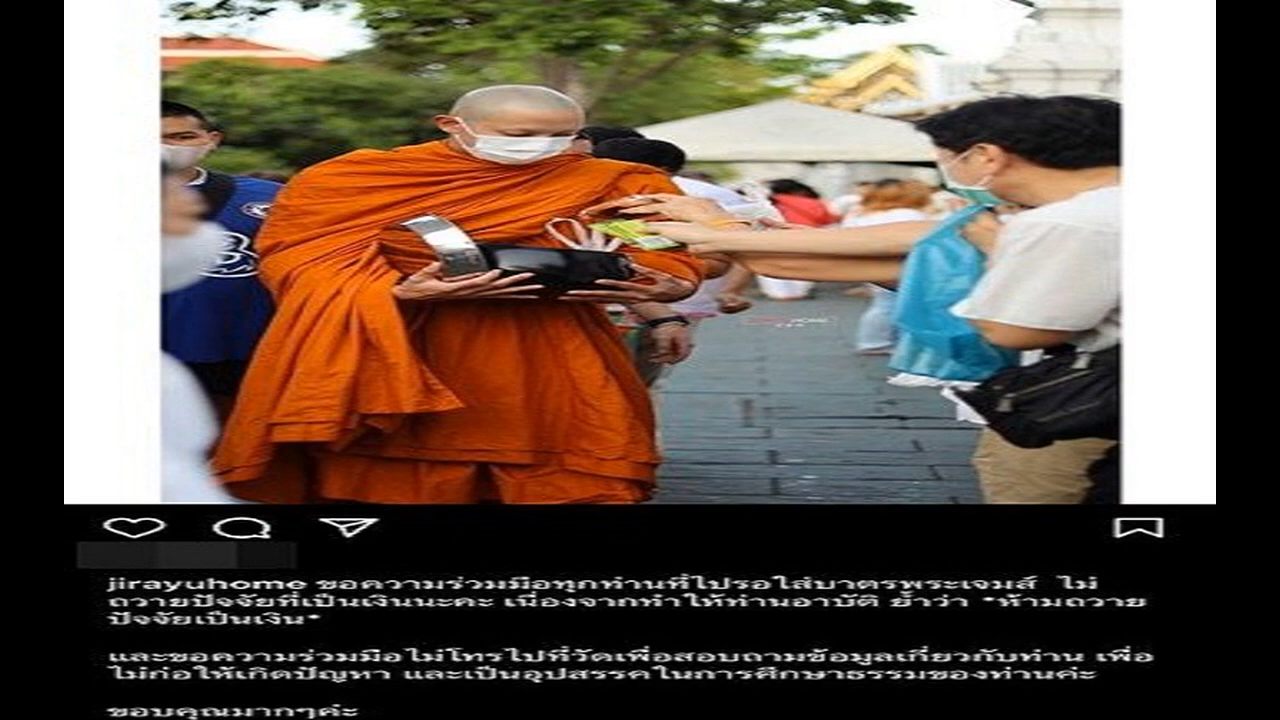 jirayuhome ขอความร่วมมือทุกท่านที่ไปรอใส่บาตรพระเจมส์ ไม่
ถวายปัจจัยที่เป็นเงินนะคะ เนื่องจากทำให้ท่านอาบัติ ย้ำว่า "ห้ามถวาย
ปัจจัยเป็นเงิน"
และขอความร่วมมือไม่โทรไปที่วัดเพื่อสอบถามข้อมูลเกี่ยวกับท่าน เพื่อ
ไม่ก่อให้เกิดปัญหา และเป็นอุปสรรคในการศึกษาธรรมของท่านค่ะ
ขอบคุณมากๆค่ะ